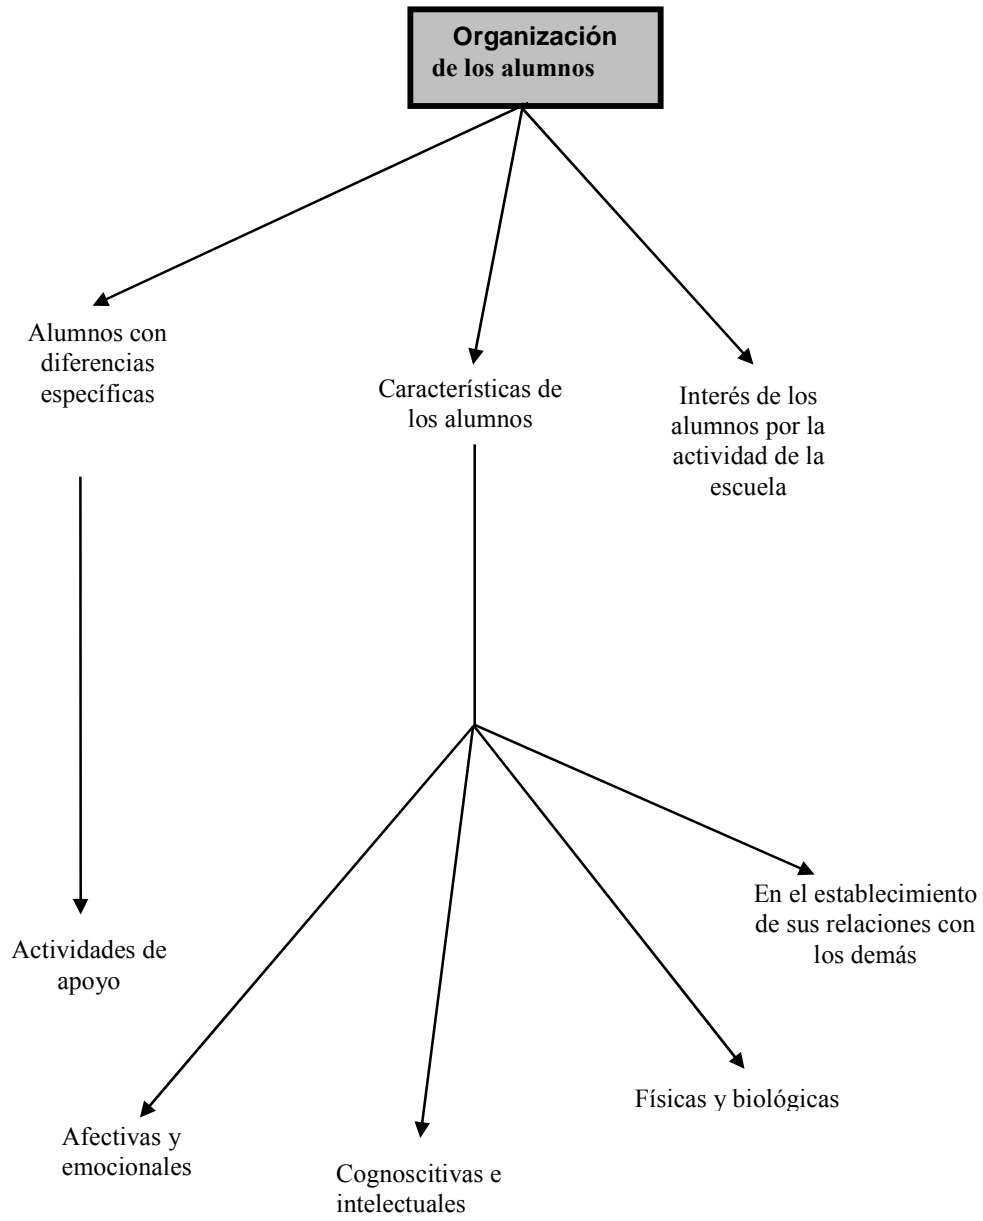 Organización
de los alumnos
Alumnos con
diferencias
específicas
Característicăs de
los alumnos
Interés de los
alumnos por la
actividad de la
escuela
Actividades de
apoyo
En el establecimiento
de sus relaciones con
los demás
Físicas y biológicas
Afectivas y
emocionales
Cognoscitivas e
intelectuales